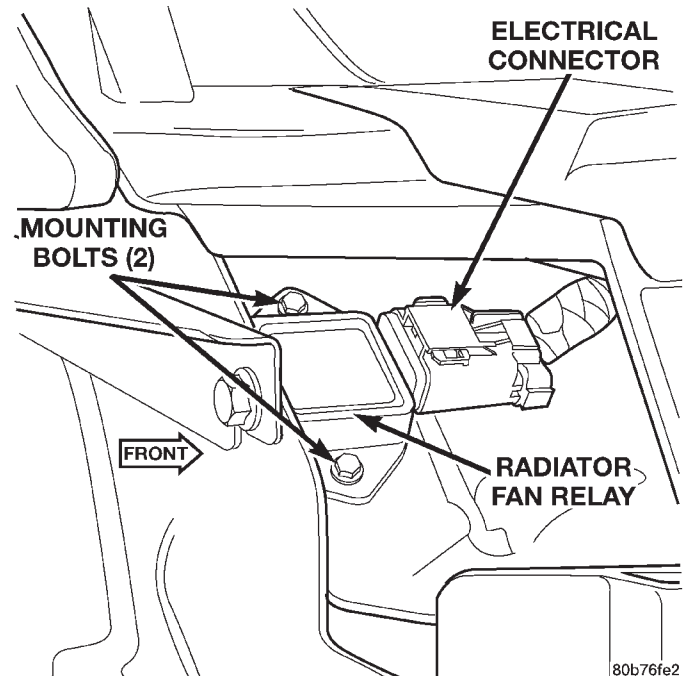 ELECTRICAL
CONNECTOR
MOUNTING
BOLTS (2)
FRONT
RADIATOR
FAN RELAY
80b76fe2